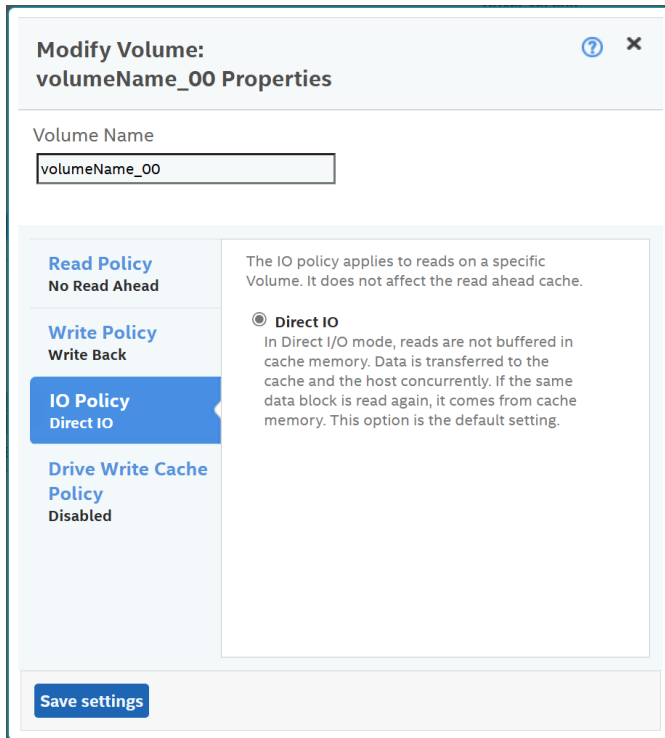 Modify Volume:
volumeName_00 Properties
Volume Name
volumeName_00
Read Policy
No Read Ahead
Write Policy
Write Back
IO Policy
Direct IO
Drive Write Cache
Policy
Disabled
The IO policy applies to reads on a specific
Volume. It does not affect the read ahead cache.
Direct IO
In Direct I/O mode, reads are not buffered in
cache memory. Data is transferred to the
cache and the host concurrently. If the same
data block is read again, it comes from cache
memory. This option is the default setting.
Save settings